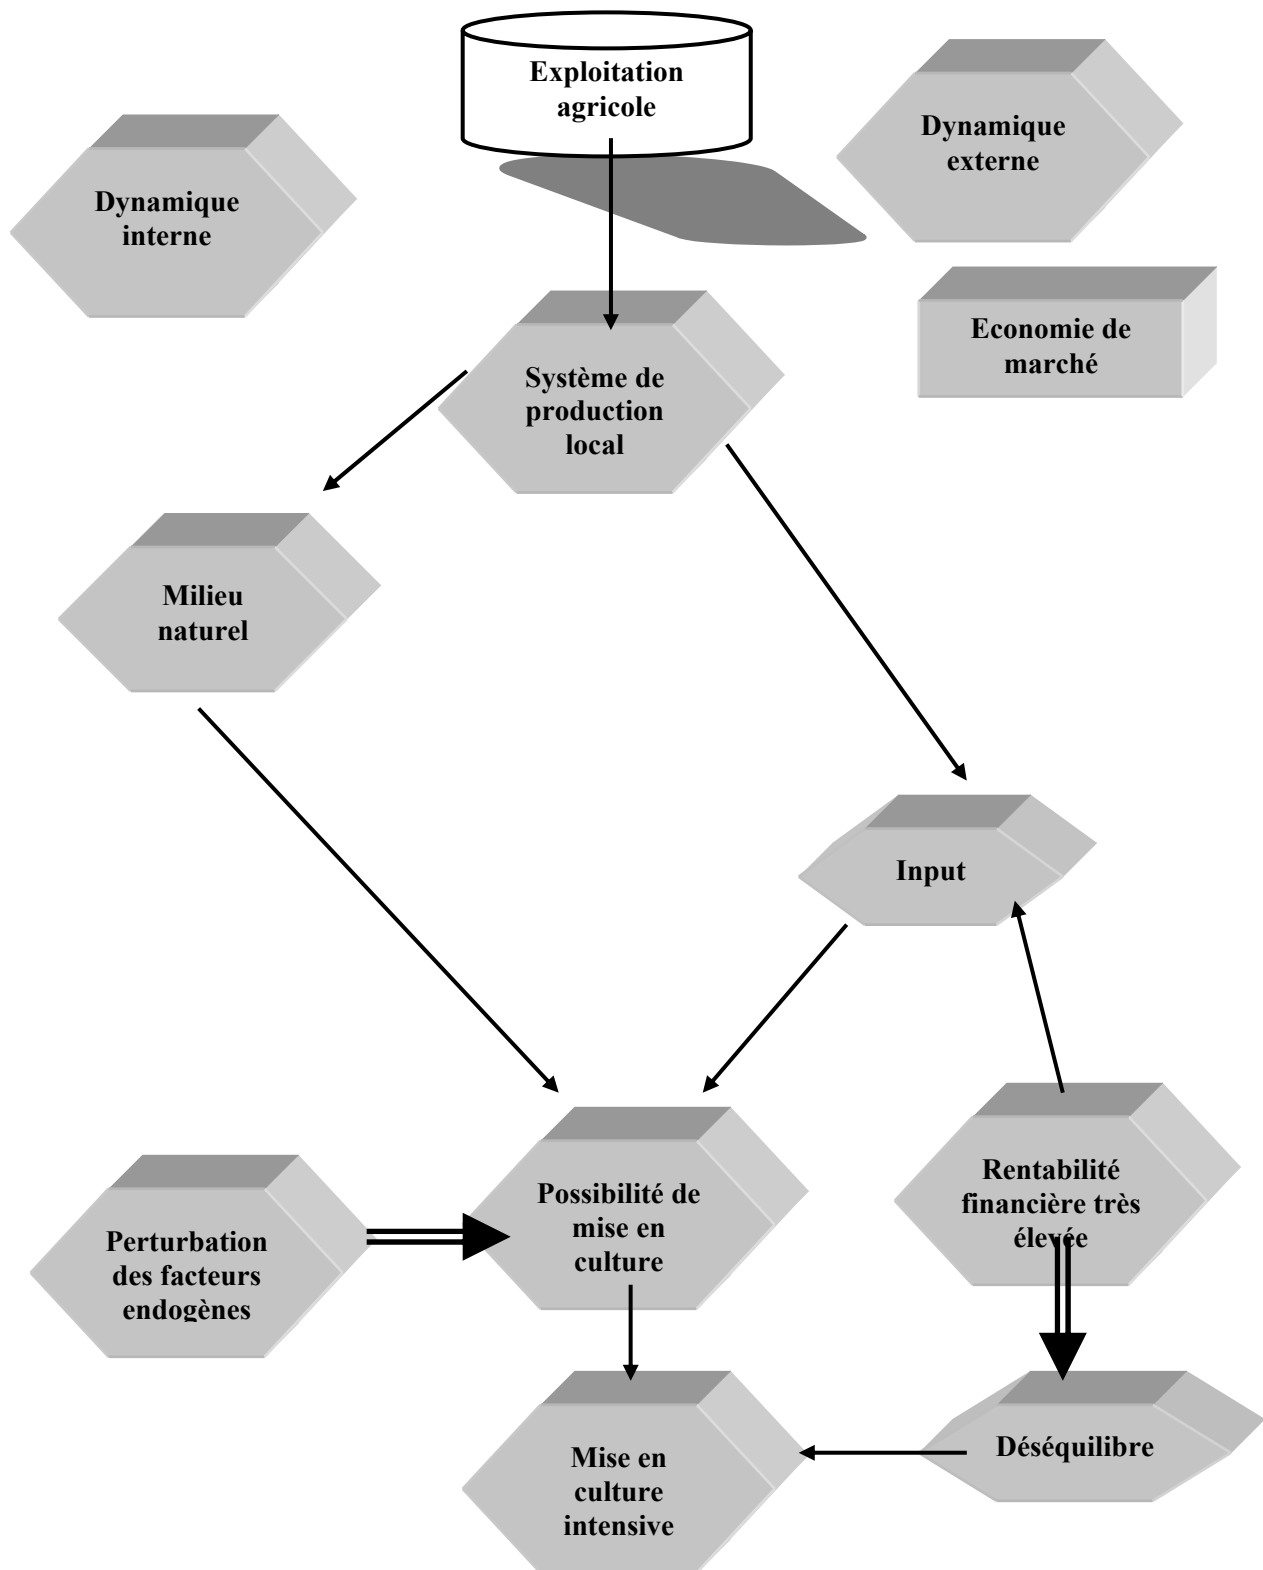 Exploitation
agricole
Dynamique
externe
Dynamique
interne
Economie de
marché
Système de
production
local
Milieu
naturel
Input
Possibilité de
mise en
culture
Rentabilité
financière très
élevée
Perturbation
des facteurs
endogènes
Mise en
culture
intensive
Déséquilibre